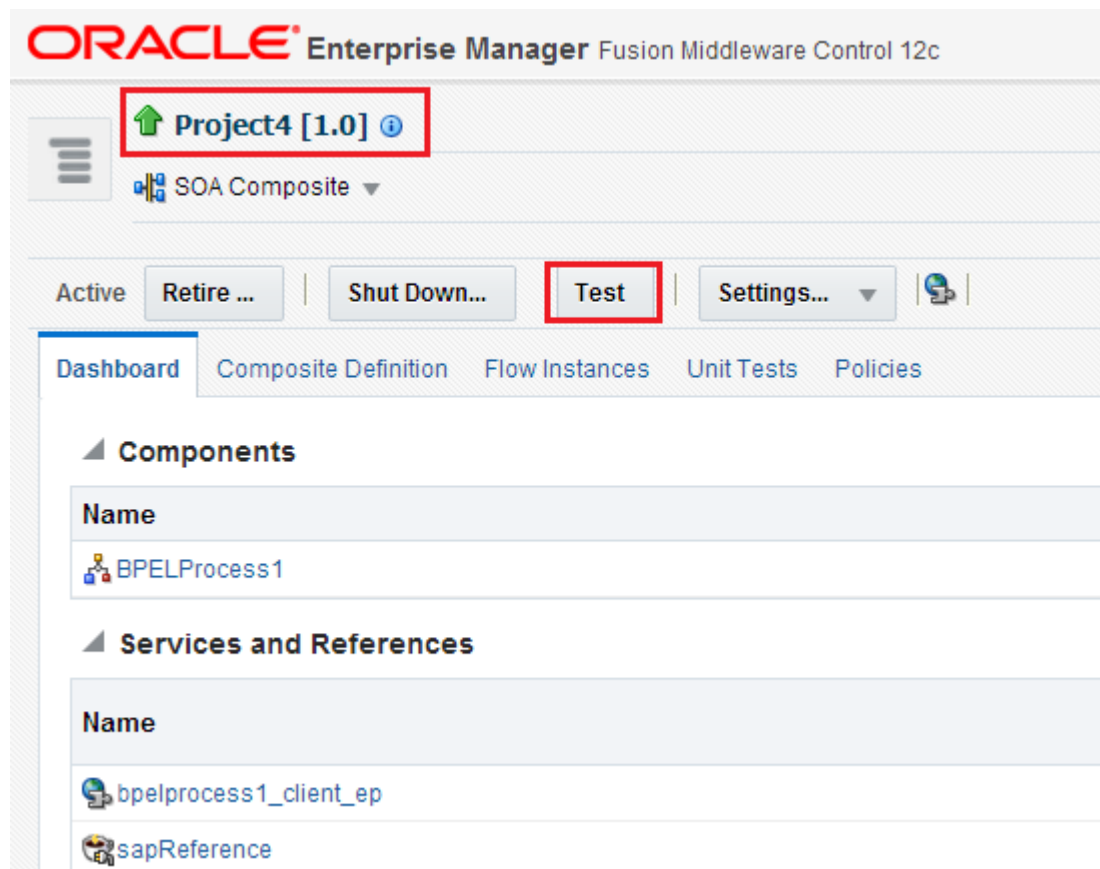 ORACLE Enterprise Manager Fusion Middleware Control 12c
Project4 [1.0]
SOA Composite
Active Retire ... Shut Down... Test Settings...
Dashboard Composite Definition Flow Instances Unit Tests Policies
Components
Name
BPELProcess1
Services and References
Name
bpelprocess1_client_ep
sapReference